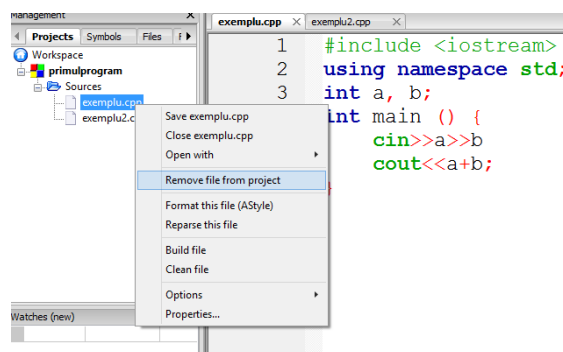 Management X
exemplu.cpp × exemplu2.cpp ×
Projects Symbols Files
Workspace
primulprogram
Sources
exemplu.cpp
exemplu2.c
Save exemplu.cpp
Close exemplu.cpp
Open with
Remove file from project
Format this file (AStyle)
Reparse this file
Build file
Clean file
Options
Properties...
Watches (new)
1 #include <iostream>
2 using namespace std;
3 int a, b;
int main () {
cin>>a>>b
cout<<a+b;
}